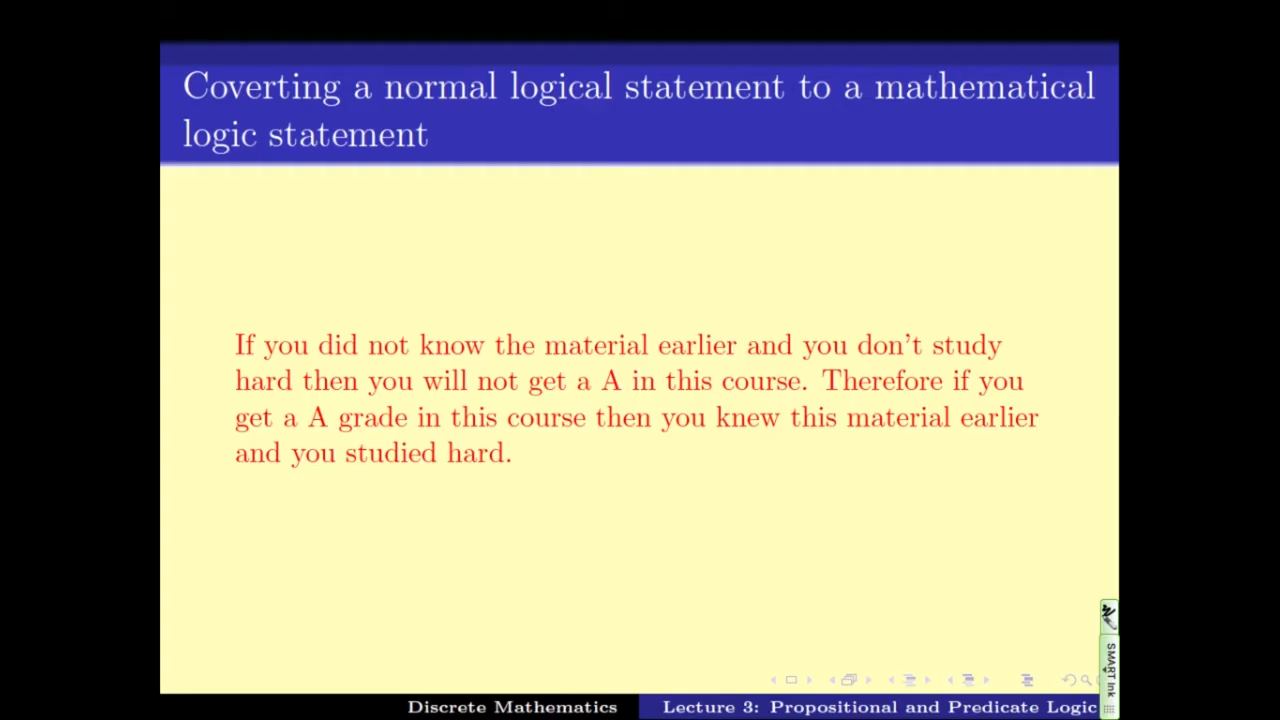 Coverting a normal logical statement to a mathematical
logic statement
If you did not know the material earlier and you don't study
hard then you will not get a A in this course. Therefore if you
get a A grade in this course then you knew this material earlier
and you studied hard.
SMART Ink
Discrete Mathematics
Lecture 3: Propositional and Predicate Logic